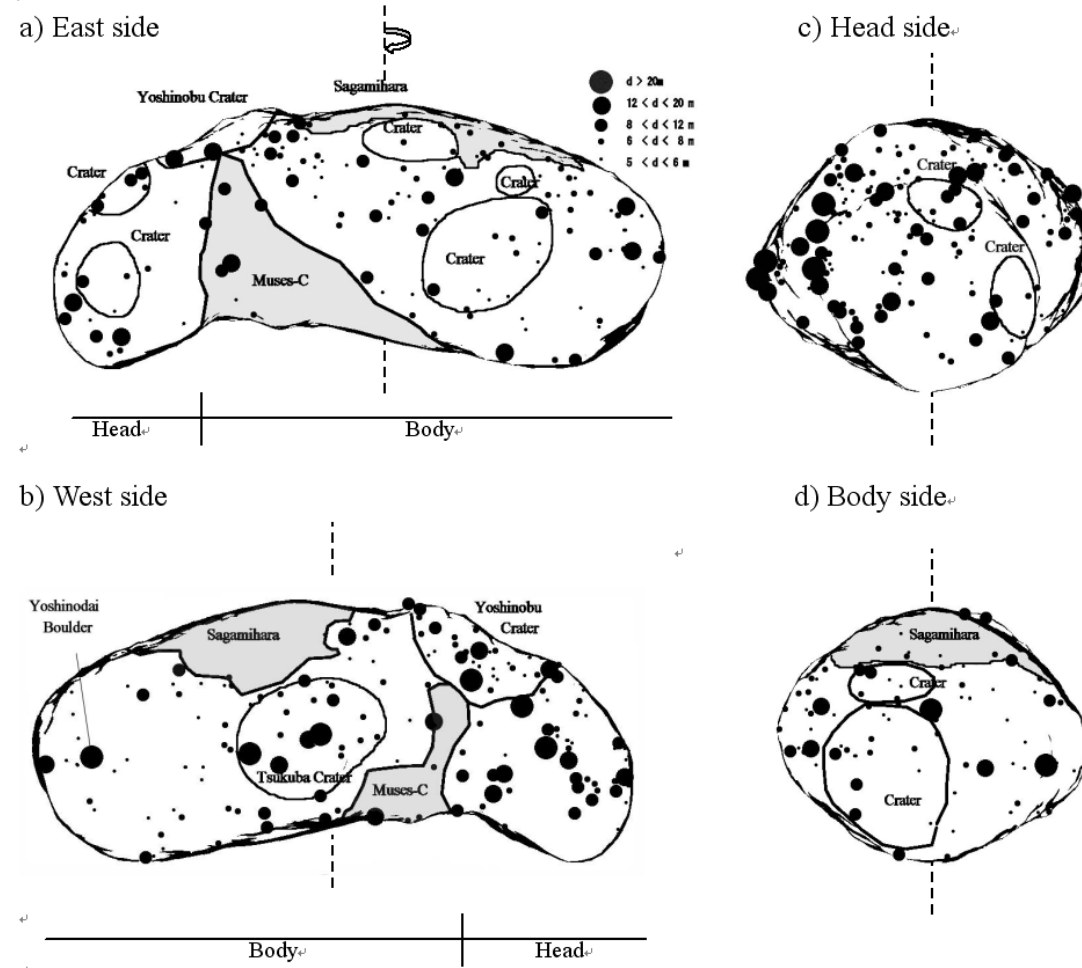 a) East side
c) Head side
Sagamihara
Yoshinobu Crater
d > 20m
12 < d < 20 m
8 < d < 12 m
6 < d < 8 m
5 < d < 6 m
Crater
Crater
Crater
Crater
Crater
Muses-C
Crater
Crater
Head
Body
b) West side
d) Body side
Yoshinodai
Boulder
Sagamihara
Yoshinobu
Crater
Tsukuba Crater
Muses-C
Sagamihara
Crater
Crater
Body
Head